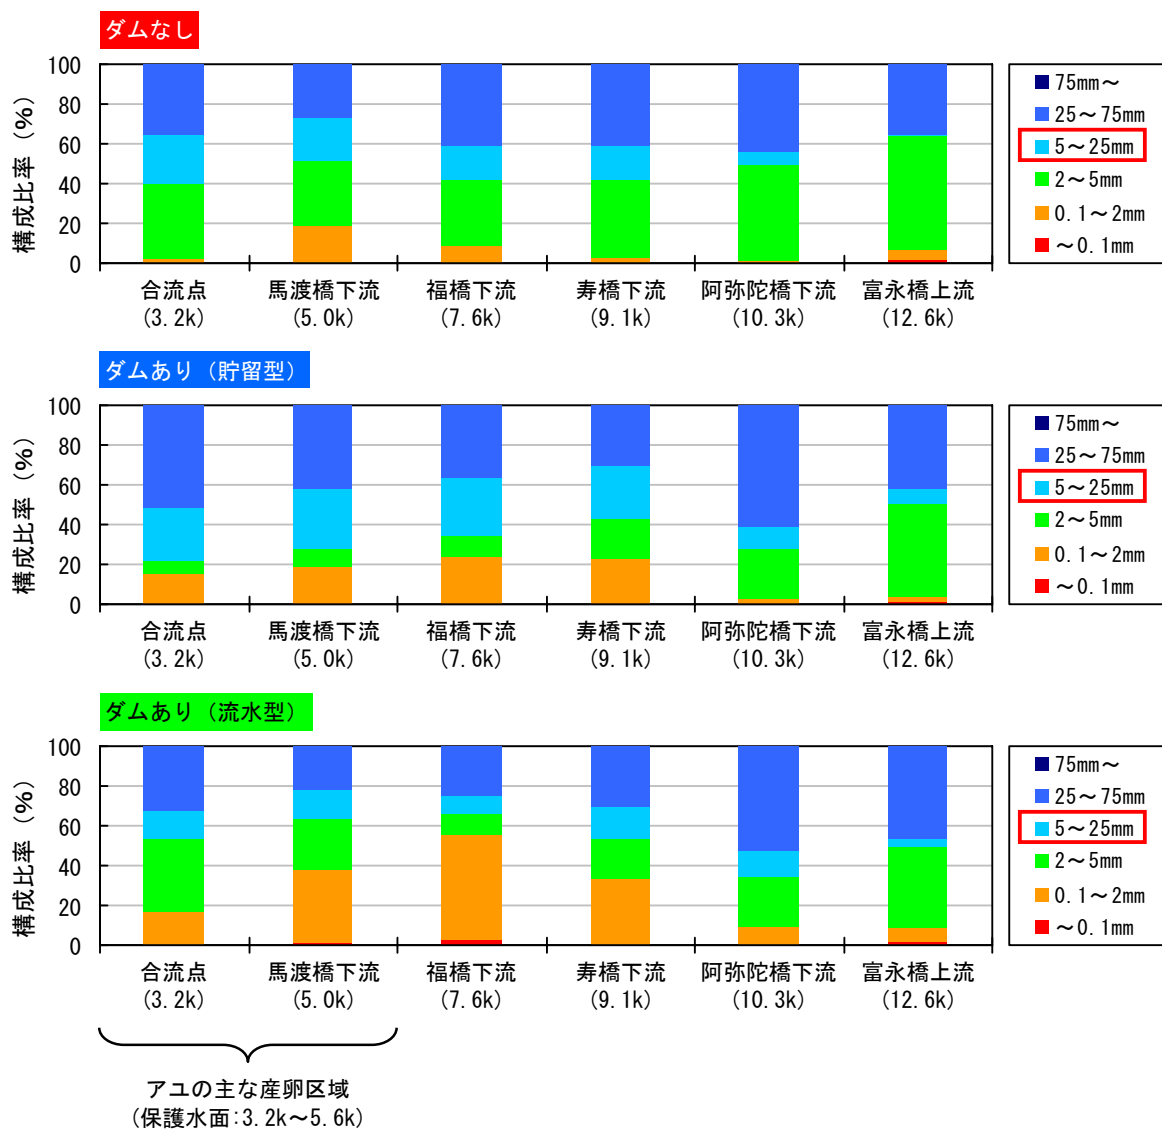 ダムなし
構成比率(%)
100
80
60
40
20
0
合流点 馬渡橋下流 福橋下流 寿橋下流 阿弥陀橋下流 富永橋上流
(3.2k) (5.0k) (7.6k) (9.1k) (10.3k) (12.6k)
75mm~
25~75mm
5~25mm
2~5mm
0.1~2mm
~0.1mm
ダムあり(貯留型)
構成比率(%)
100
80
60
40
20
0
合流点 馬渡橋下流 福橋下流 寿橋下流 阿弥陀橋下流 富永橋上流
(3.2k) (5.0k) (7.6k) (9.1k) (10.3k) (12.6k)
75mm~
25~75mm
5~25mm
2~5mm
0.1~2mm
~0.1mm
ダムあり(流水型)
構成比率(%)
100
80
60
40
20
0
合流点 馬渡橋下流 福橋下流 寿橋下流 阿弥陀橋下流 富永橋上流
(3.2k) (5.0k) (7.6k) (9.1k) (10.3k) (12.6k)
75mm~
25~75mm
5~25mm
2~5mm
0.1~2mm
~0.1mm
アユの主な産卵区域
(保護水面:3.2k~5.6k)